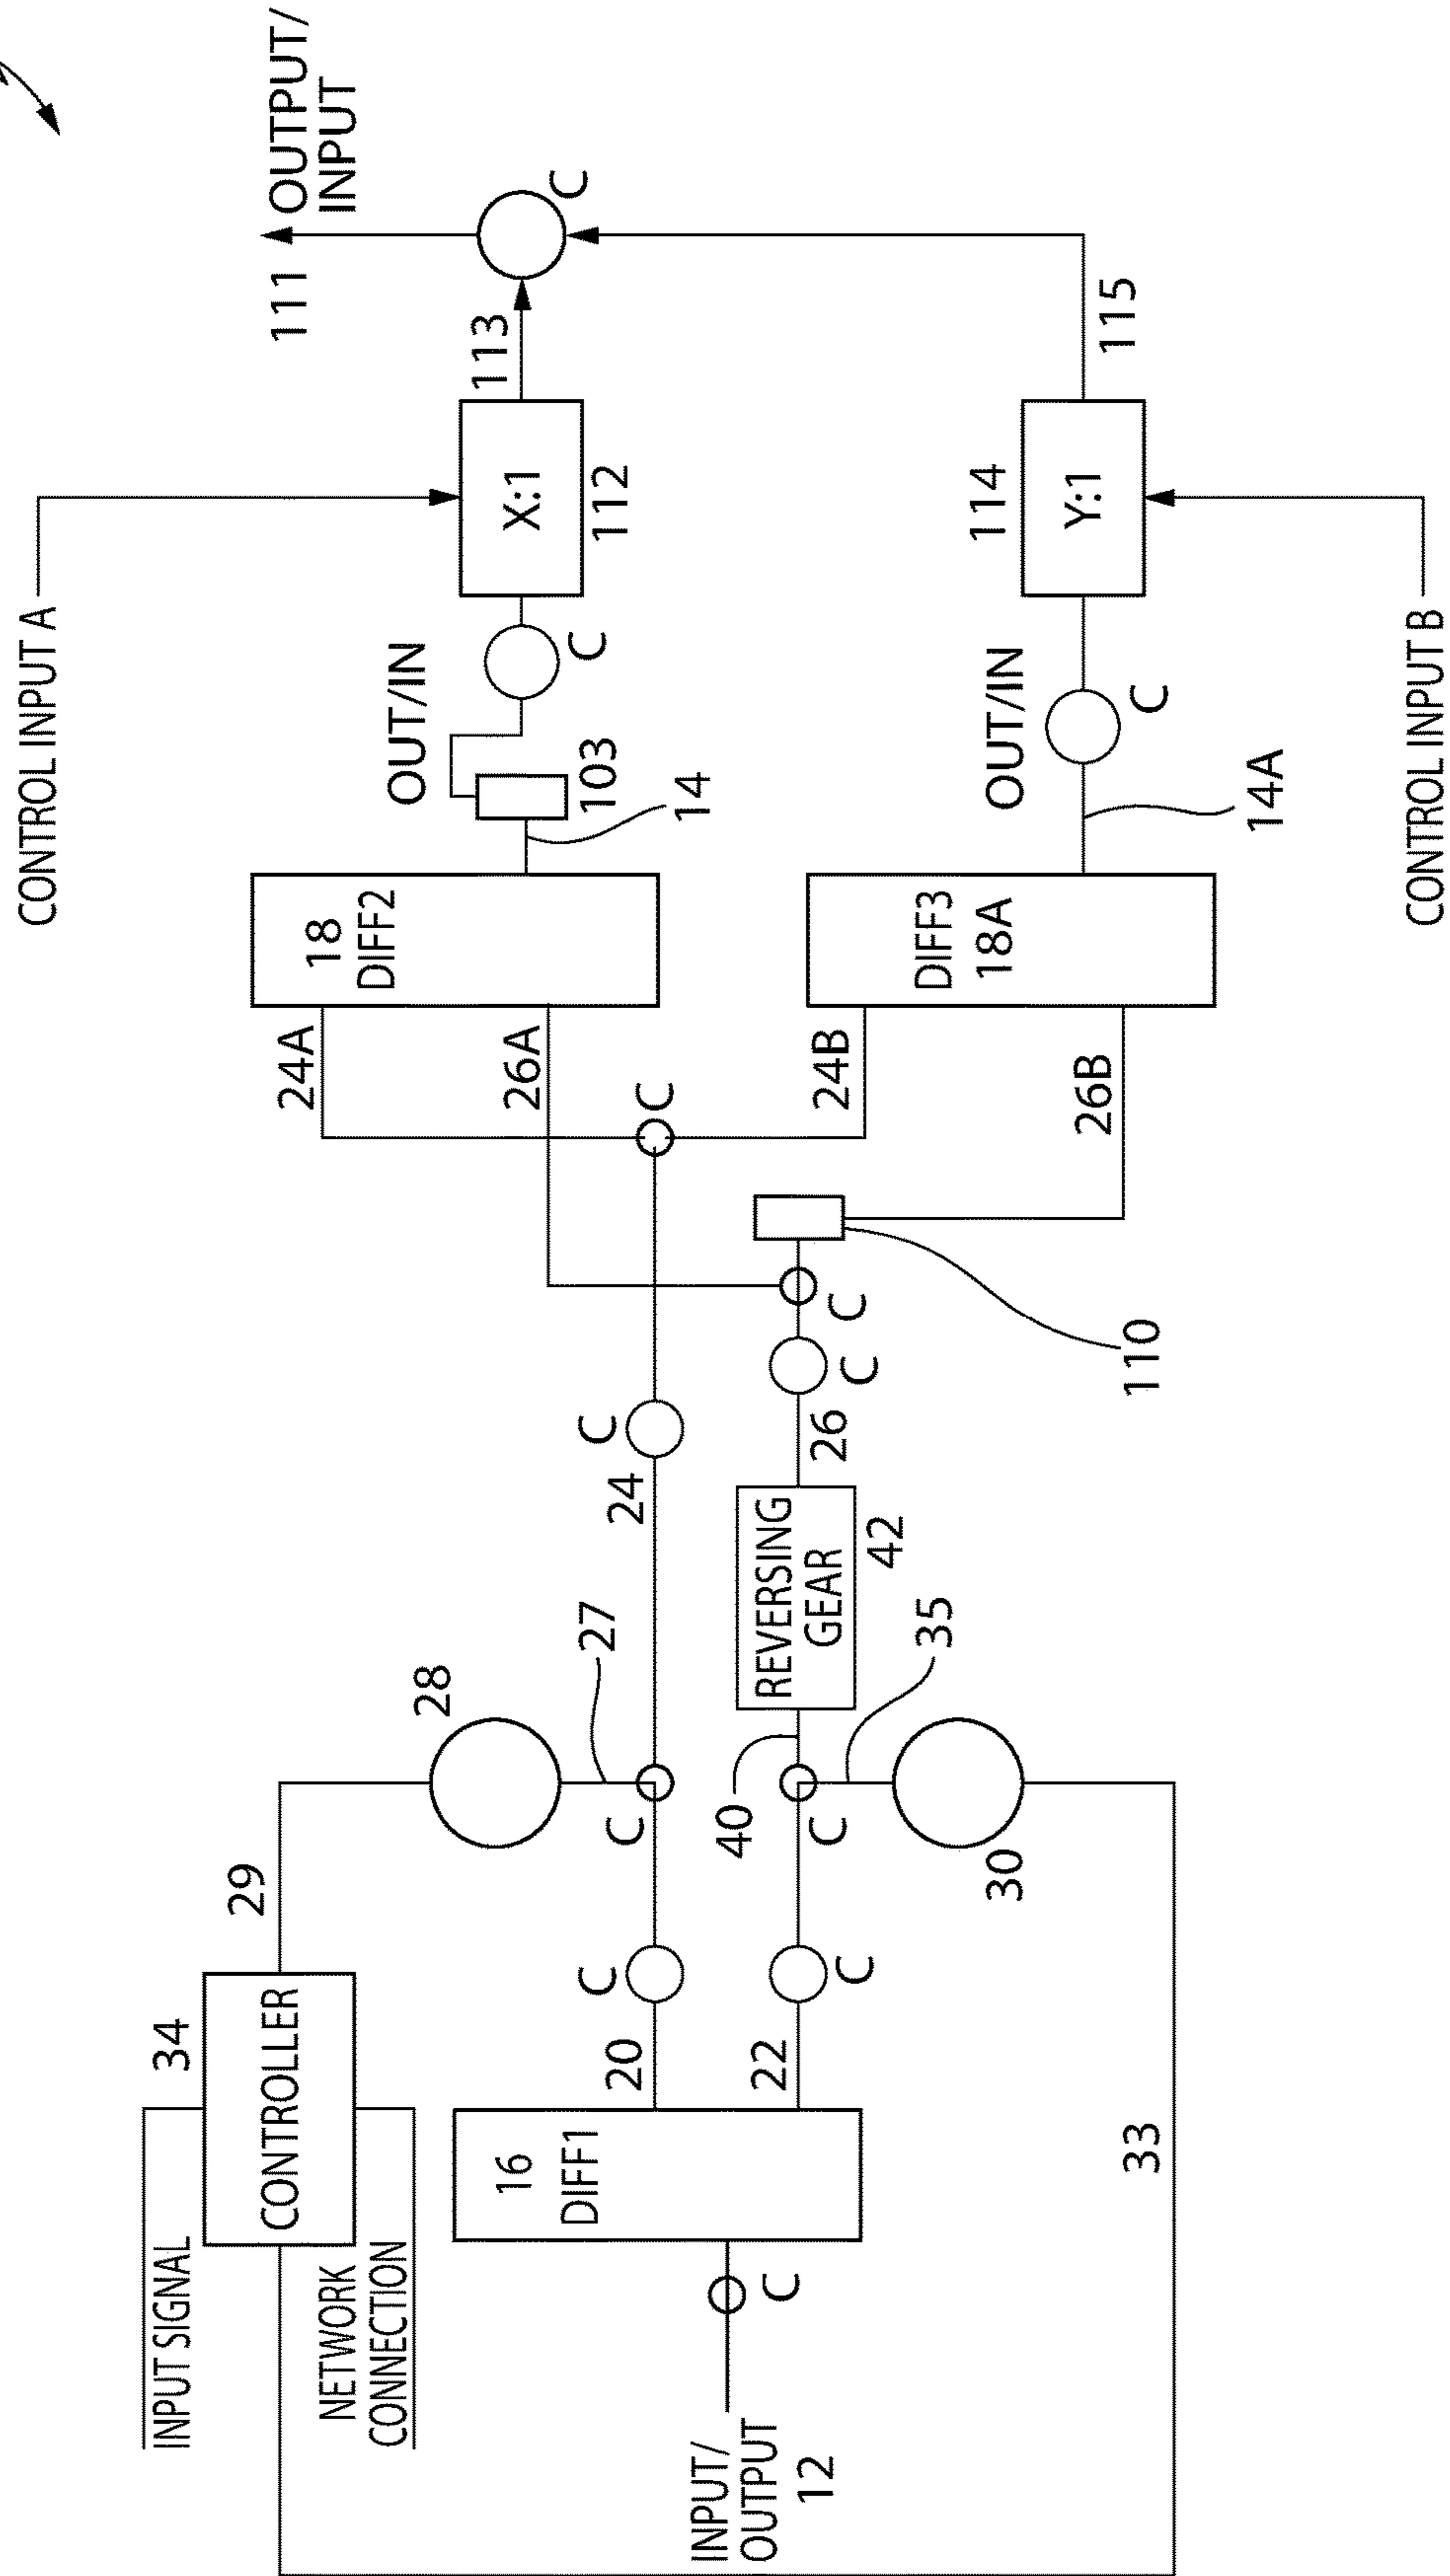 INPUT SIGNAL
34
CONTROLLER
NETWORK
CONNECTION
29
28
27
C
20
C
24
C
16
DIFF1
INPUT/
OUTPUT
12
C
22
C
40
C
35
30
33
REVERSING
GEAR
42
26
C
C
110
C
24A
26A
24B
26B
18
DIFF2
DIFF3
18A
14
103
OUT/IN
C
14A
OUT/IN
C
CONTROL INPUT A
X:1
112
113
CONTROL INPUT B
Y:1
114
115
C
111
OUTPUT/
INPUT